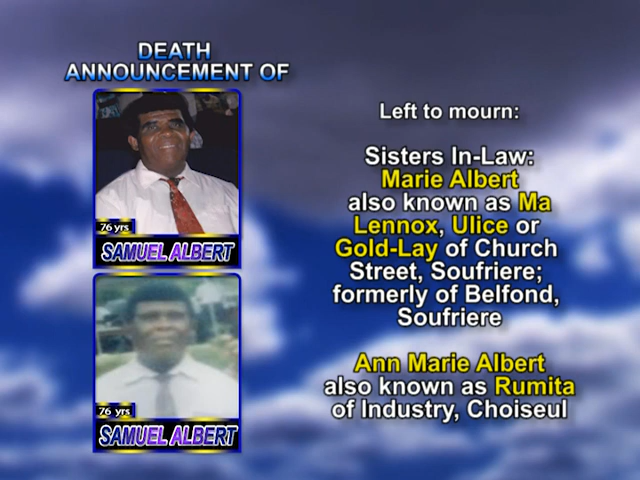 DEATH
ANNOUNCEMENT OF
76 yrs
SAMUEL ALBERT
76 yrs
SAMUEL ALBERT
Left to mourn:
Sisters In-Law:
Marie Albert
also known as Ma
Lennox, Ulice or
Gold-Lay of Church
Street, Soufriere;
formerly of Belfond,
Soufriere
Ann Marie Albert
also known as Rumita
of Industry, Choiseul